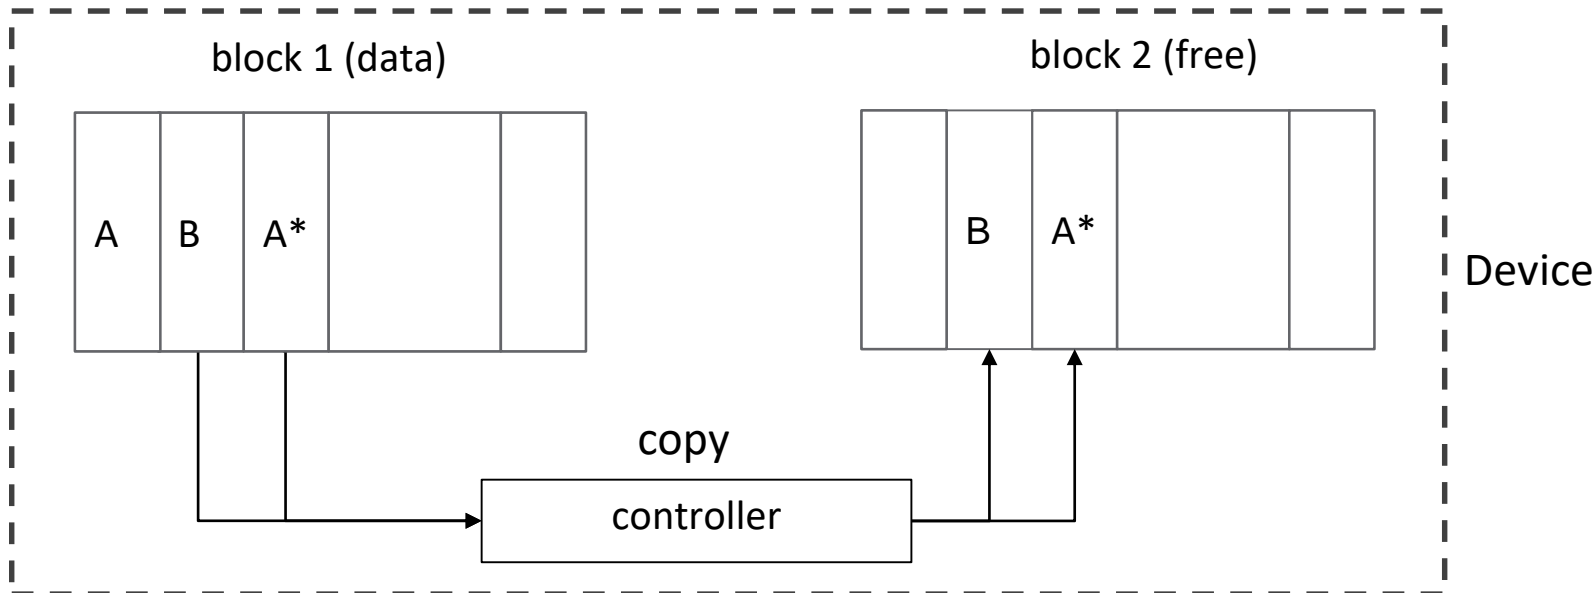 block 1 (data)
block 2 (free)
A B A*
B A*
Device
copy
controller